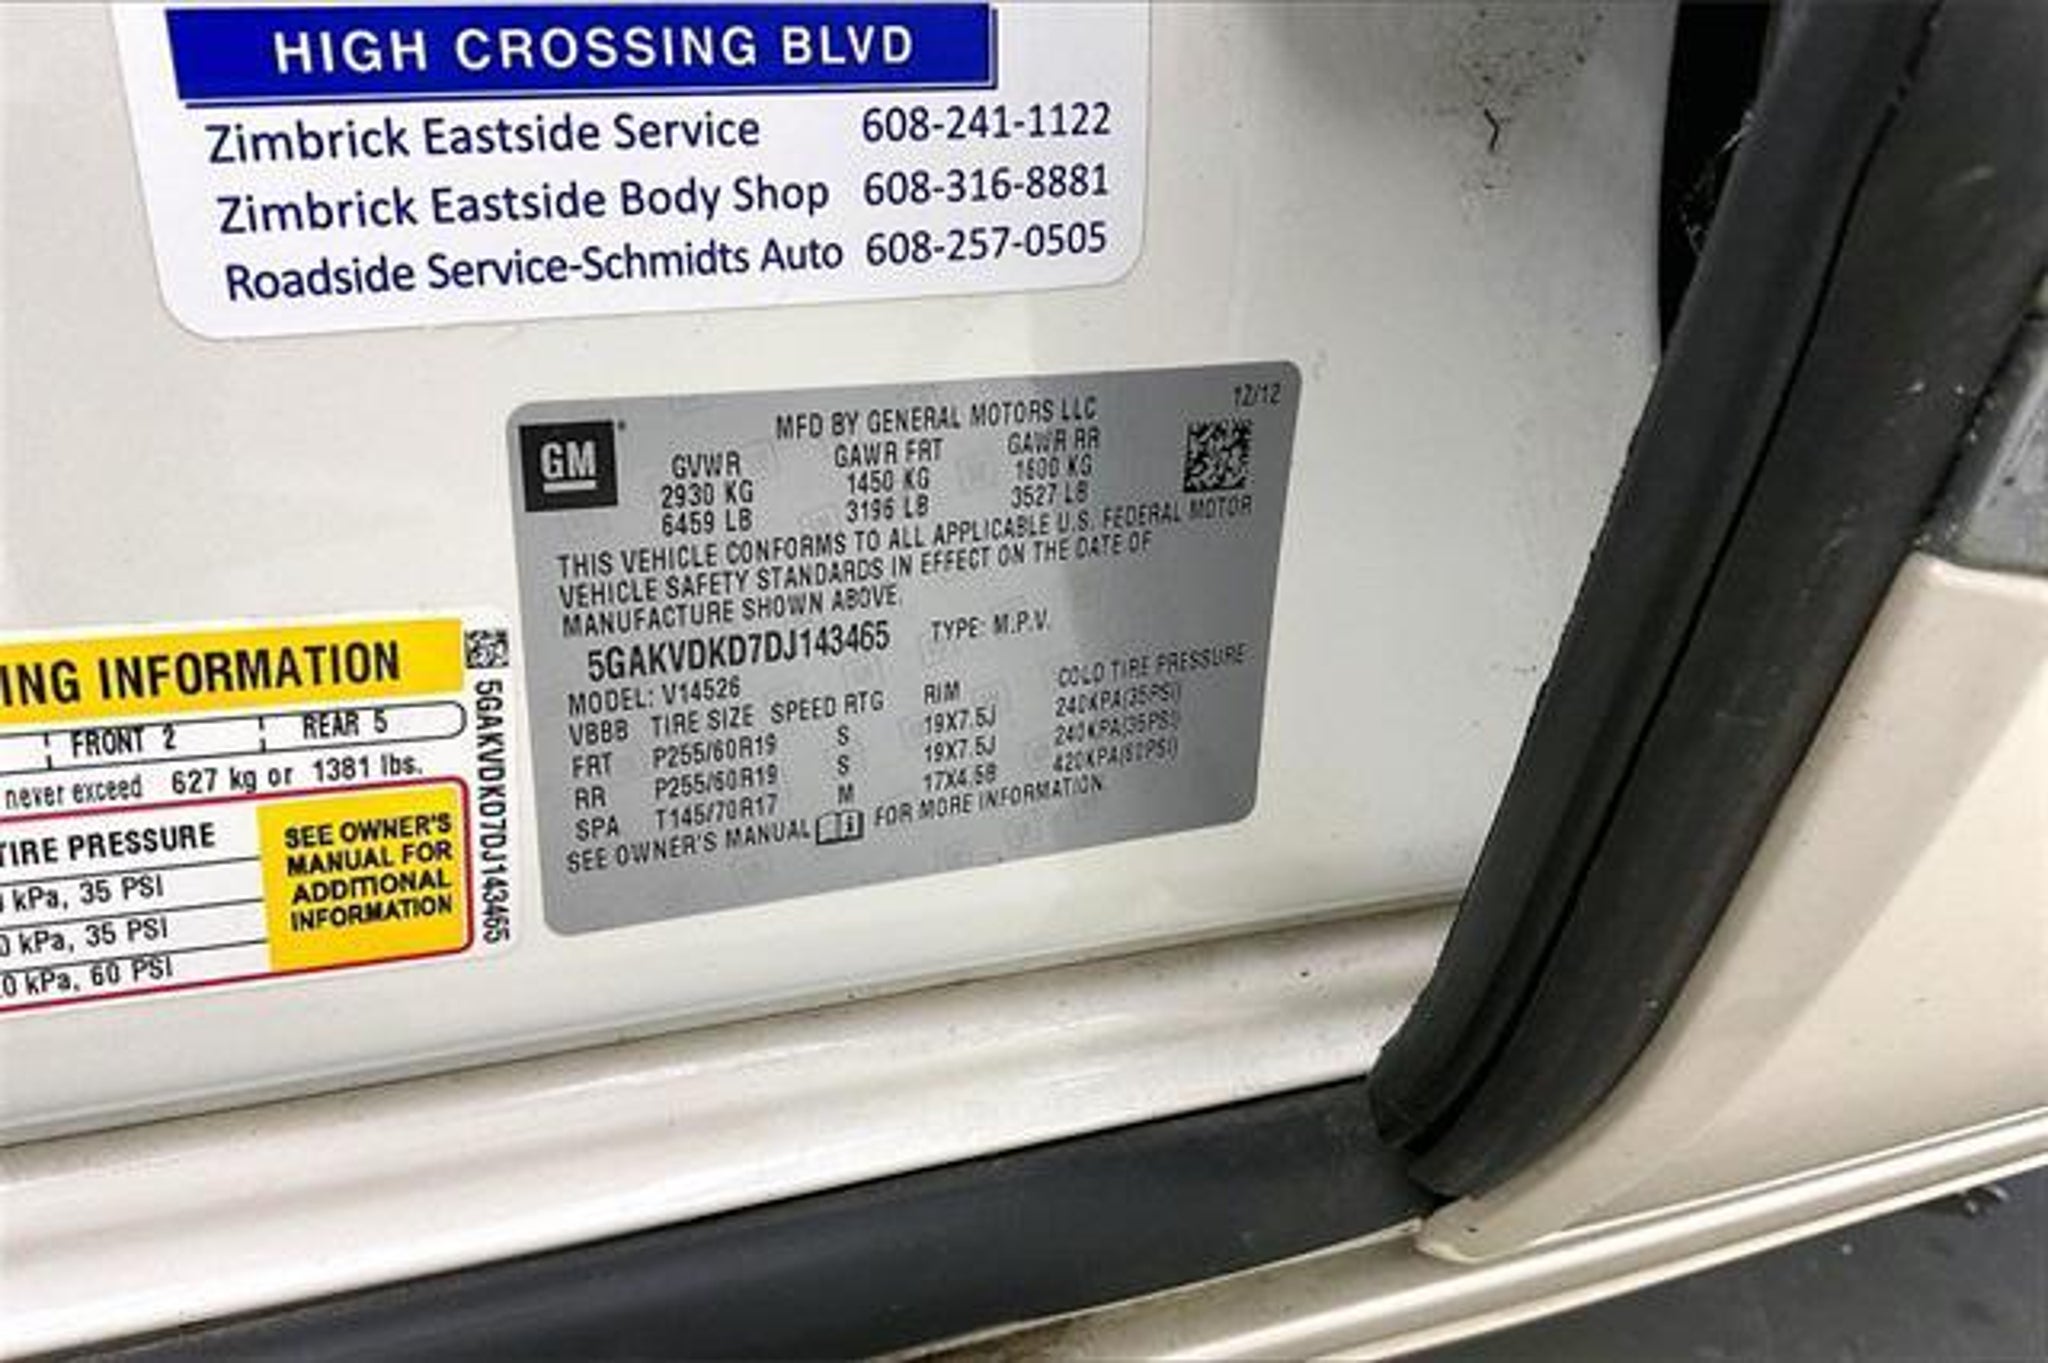 HIGH CROSSING BLVD
Zimbrick Eastside Service 608-241-1122
Zimbrick Eastside Body Shop 608-316-8881
Roadside Service-Schmidts Auto 608-257-0505
GM
MFD BY GENERAL MOTORS LLC 12/12
GVWR GAWR FRT GAWR RR
2930 KG 1450 KG 1600 KG
6459 LB 3196 LB 3527 LB
THIS VEHICLE CONFORMS TO ALL APPLICABLE U.S. FEDERAL MOTOR
VEHICLE SAFETY STANDARDS IN EFFECT ON THE DATE OF
MANUFACTURE SHOWN ABOVE.
5GAKVDKD7DJ143465 TYPE: M.P.V.
MODEL: V14526
VBBB TIRE SIZE SPEED RTG RIM COLD TIRE PRESSURE
FRT P255/60R19 S 19X7.5J 240KPA(35PSI)
RR P255/60R19 S 19X7.5J 240KPA(35PSI)
SPA T145/70R17 M 17X4.5B 420KPA(60PSI)
SEE OWNER'S MANUAL FOR MORE INFORMATION.
ING INFORMATION
FRONT 2 REAR 5
never exceed 627 kg or 1381 lbs.
TIRE PRESSURE
kPa, 35 PSI
0 kPa, 35 PSI
0 kPa, 60 PSI
SEE OWNER'S
MANUAL FOR
ADDITIONAL
INFORMATION
5GAKVDKD7DJ143465